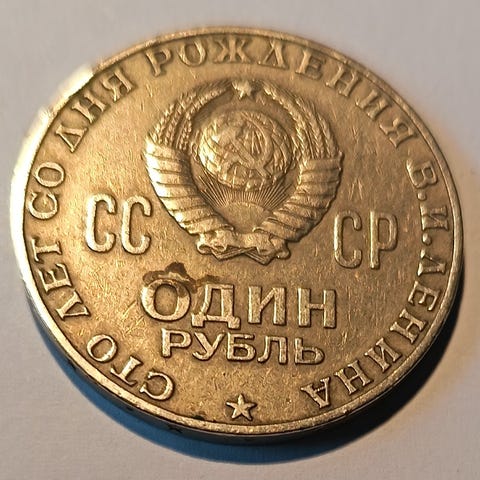 СТО ЛЕТ СО ДНЯ РОЖДЕНИЯ В.И.ЛЕНИНА
СС СР
ОДИН
РУБЛЬ